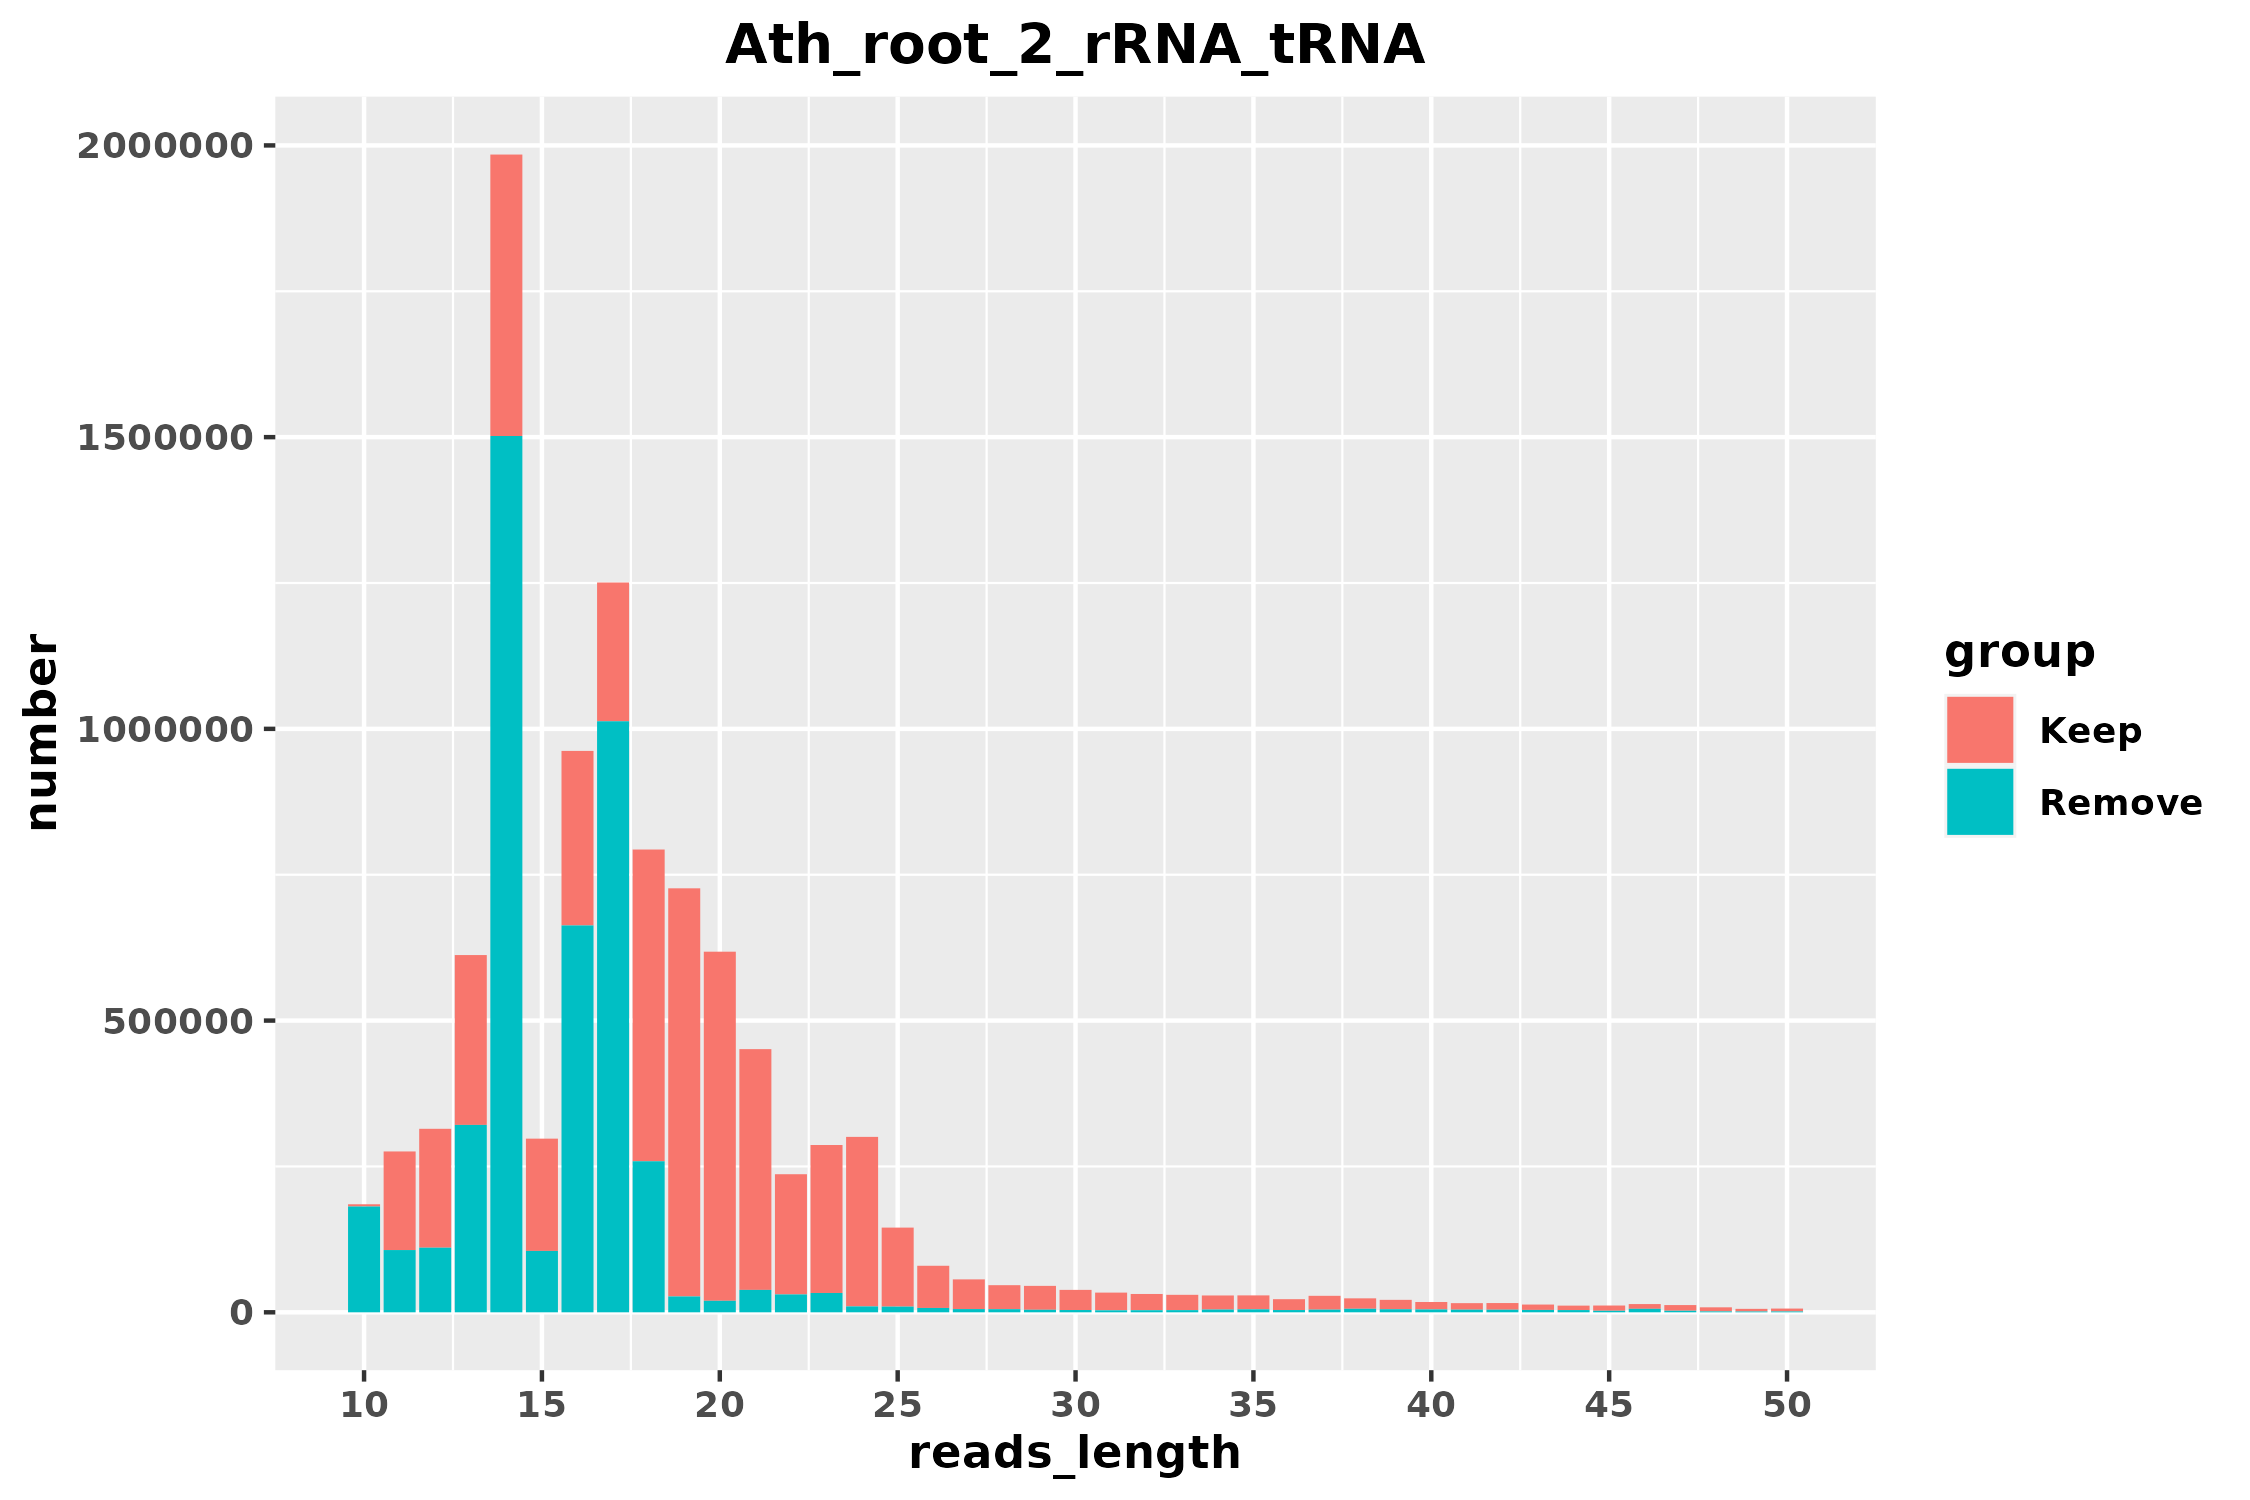 Ath_root_2_rRNA_tRNA
number
2000000
1500000
1000000
500000
0
10 15 20 25 30 35 40 45 50
reads_length
group
Keep
Remove